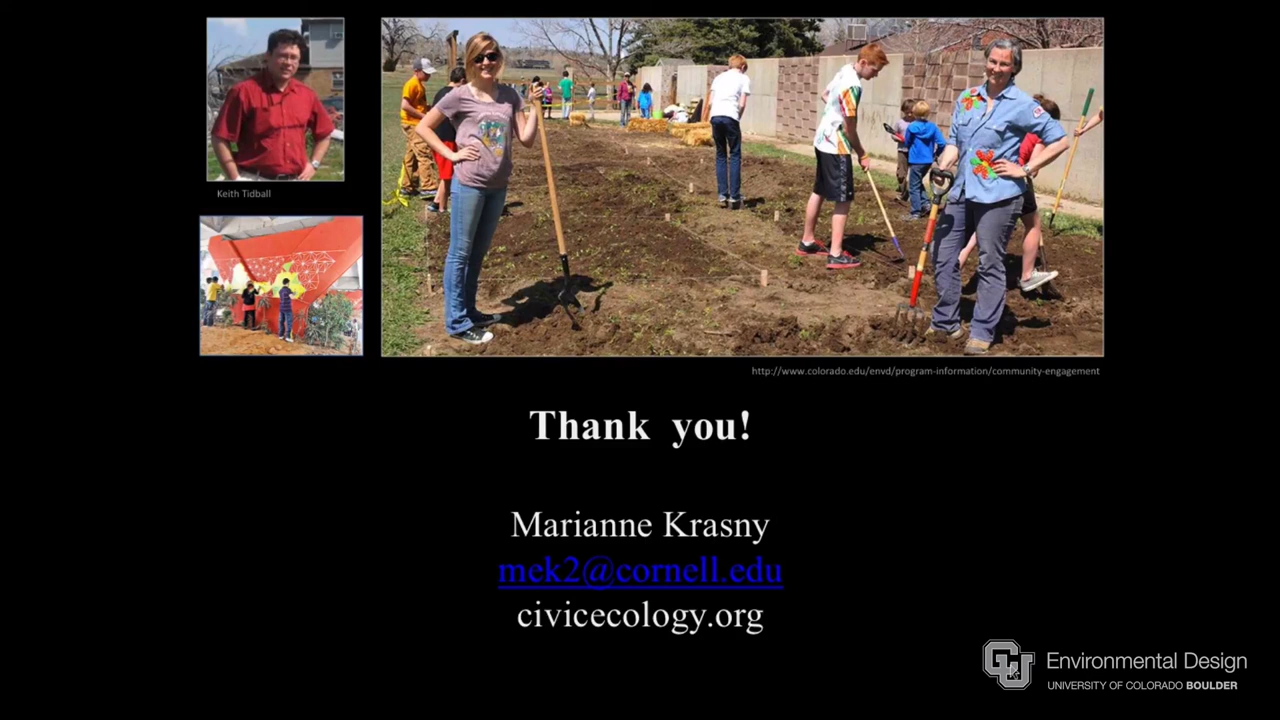 Keith Tidball
http://www.colorado.edu/envd/program-information/community-engagement
Thank you!
Marianne Krasny
mek2@cornell.edu
civicecology.org
CU
Environmental Design
UNIVERSITY OF COLORADO BOULDER